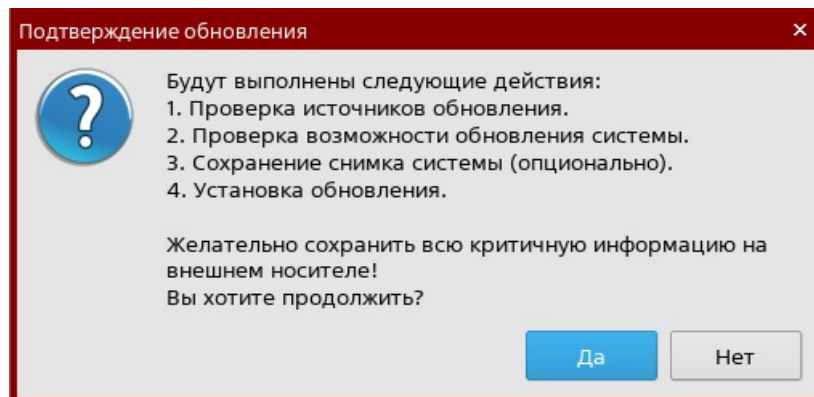 Подтверждение обновления
Будут выполнены следующие действия:
1. Проверка источников обновления.
2. Проверка возможности обновления системы.
3. Сохранение снимка системы (опционально).
4. Установка обновления.
Желательно сохранить всю критичную информацию на
внешнем носителе!
Вы хотите продолжить?
Да
Нет